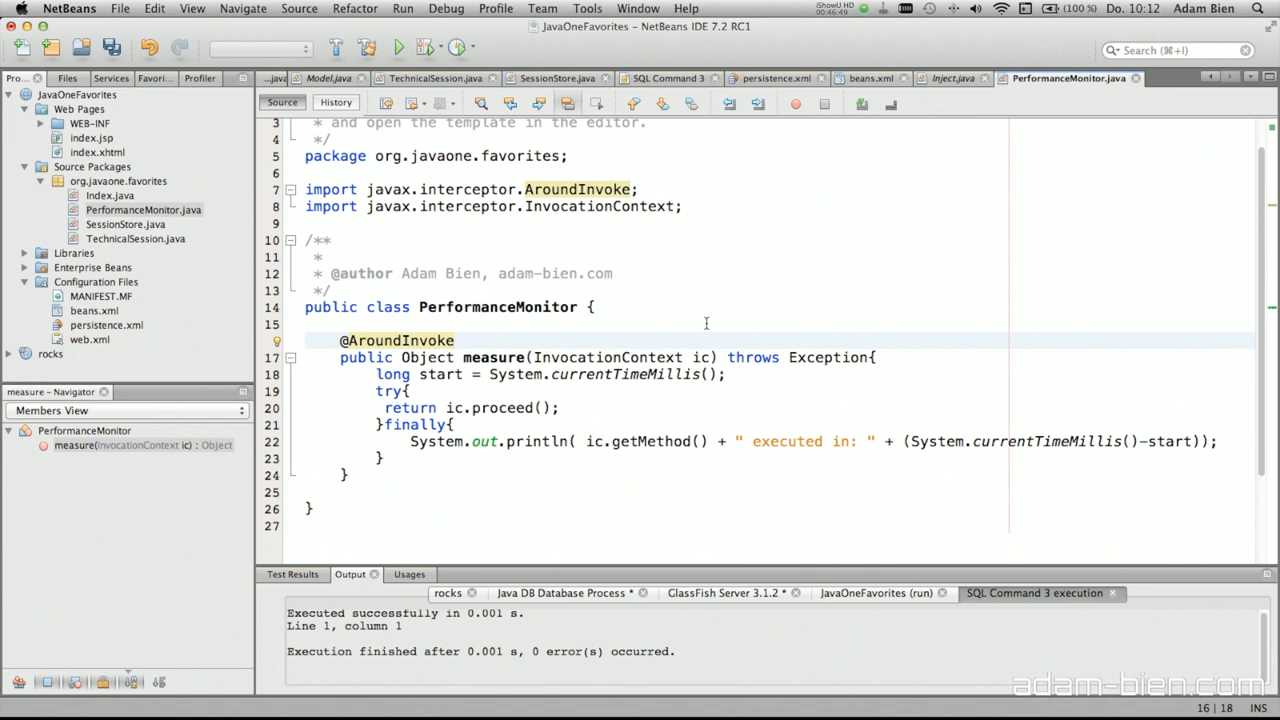 NetBeans File Edit View Navigate Source Refactor Run Debug Profile Team Tools Window Help iShowU HD 00:46:49 (100 %) Do. 10:12 Adam Bien
JavaOneFavorites – NetBeans IDE 7.2 RC1
Search (⌘+I)
Pro... Files Services Favori... Profiler
...java Model.java TechnicalSession.java SessionStore.java SQL Command 3 persistence.xml beans.xml Inject.java PerformanceMonitor.java
Source History
JavaOneFavorites
Web Pages
WEB-INF
index.jsp
index.xhtml
Source Packages
org.javaone.favorites
Index.java
PerformanceMonitor.java
SessionStore.java
TechnicalSession.java
Libraries
Enterprise Beans
Configuration Files
MANIFEST.MF
beans.xml
persistence.xml
web.xml
rocks
measure – Navigator
Members View
PerformanceMonitor
measure(InvocationContext ic) : Object
3 * and open the template in the editor.
4 */
5 package org.javaone.favorites;
6
7 import javax.interceptor.AroundInvoke;
8 import javax.interceptor.InvocationContext;
9
10 /**
11 *
12 * @author Adam Bien, adam-bien.com
13 */
14 public class PerformanceMonitor {
15
@AroundInvoke
17 public Object measure(InvocationContext ic) throws Exception{
18 long start = System.currentTimeMillis();
19 try{
20 return ic.proceed();
21 }finally{
22 System.out.println( ic.getMethod() + " executed in: " + (System.currentTimeMillis()-start));
23 }
24 }
25
26 }
27
Test Results Output Usages
rocks Java DB Database Process * GlassFish Server 3.1.2 * JavaOneFavorites (run) SQL Command 3 execution
Executed successfully in 0.001 s.
Line 1, column 1
Execution finished after 0.001 s, 0 error(s) occurred.
adam-bien.com
16 | 18 INS